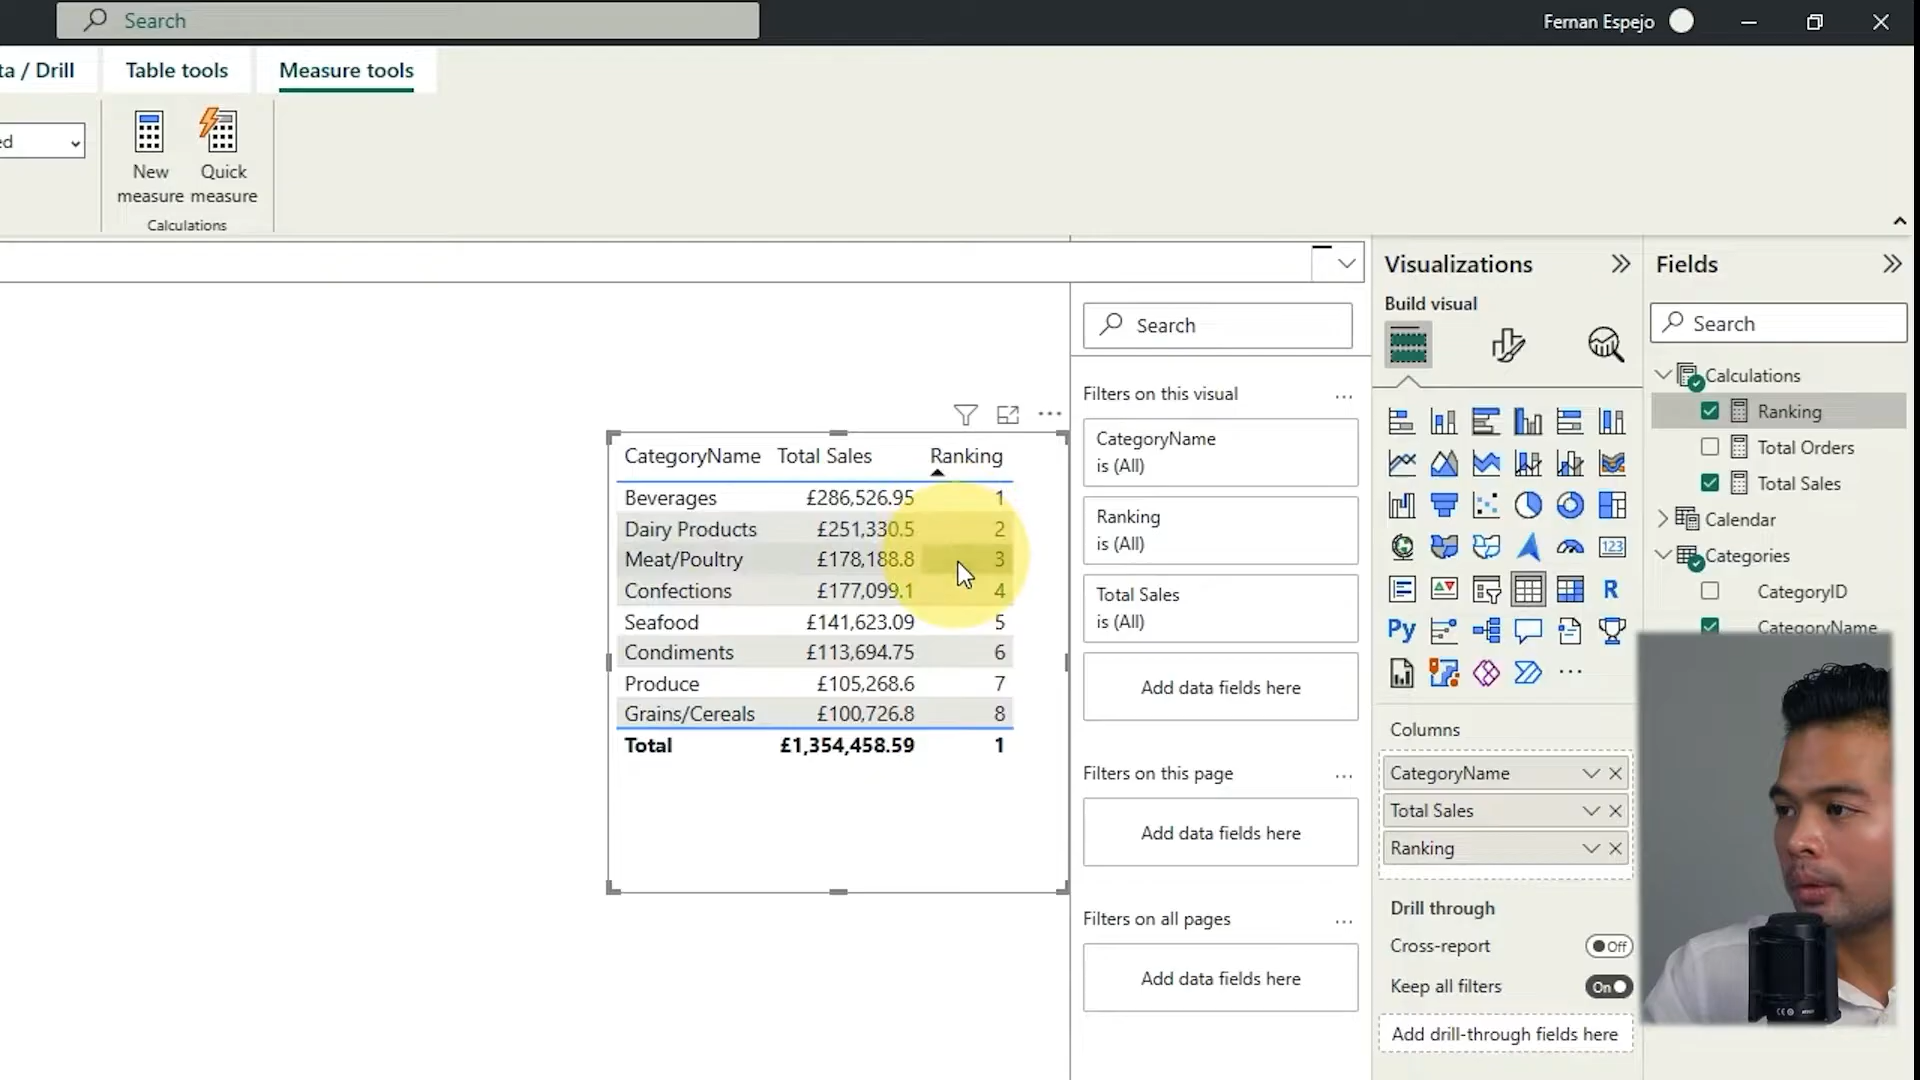 Search
Fernan Espejo
ta / Drill
Table tools
Measure tools
ed
New measure
Quick measure
Calculations
CategoryName Total Sales Ranking
Beverages £286,526.95 1
Dairy Products £251,330.5 2
Meat/Poultry £178,188.8 3
Confections £177,099.1 4
Seafood £141,623.09 5
Condiments £113,694.75 6
Produce £105,268.6 7
Grains/Cereals £100,726.8 8
Total £1,354,458.59 1
Search
Filters on this visual ...
CategoryName
is (All)
Ranking
is (All)
Total Sales
is (All)
Add data fields here
Filters on this page ...
Add data fields here
Filters on all pages ...
Add data fields here
Visualizations
Build visual
123
R
Py
...
Columns
CategoryName
Total Sales
Ranking
Drill through
Cross-report Off
Keep all filters On
Add drill-through fields here
Fields
Search
Calculations
Ranking
Total Orders
Total Sales
Calendar
Categories
CategoryID
CategoryName